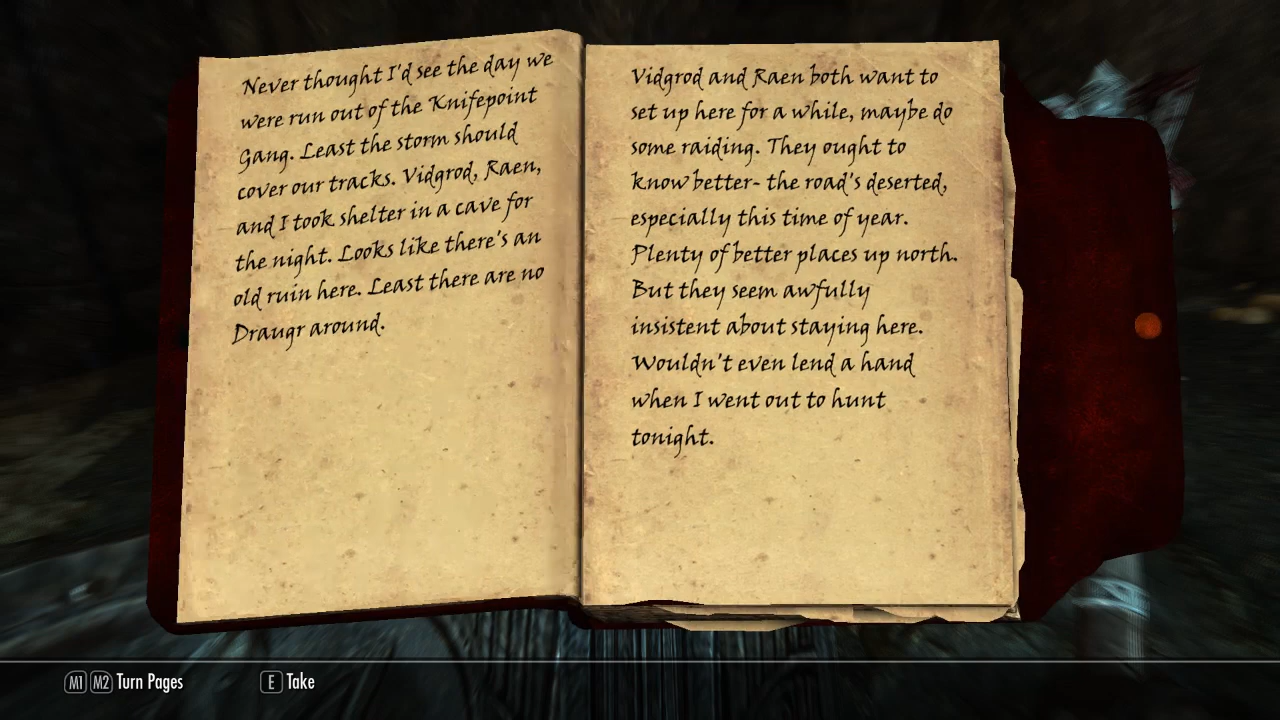 Never thought I'd see the day we
were run out of the Knifepoint
Gang. Least the storm should
cover our tracks. Vidgrod, Raen,
and I took shelter in a cave for
the night. Looks like there's an
old ruin here. Least there are no
Draugr around.
Vidgrod and Raen both want to
set up here for a while, maybe do
some raiding. They ought to
know better- the road's deserted,
especially this time of year.
Plenty of better places up north.
But they seem awfully
insistent about staying here.
Wouldn't even lend a hand
when I went out to hunt
tonight.
M1 M2 Turn Pages
E Take